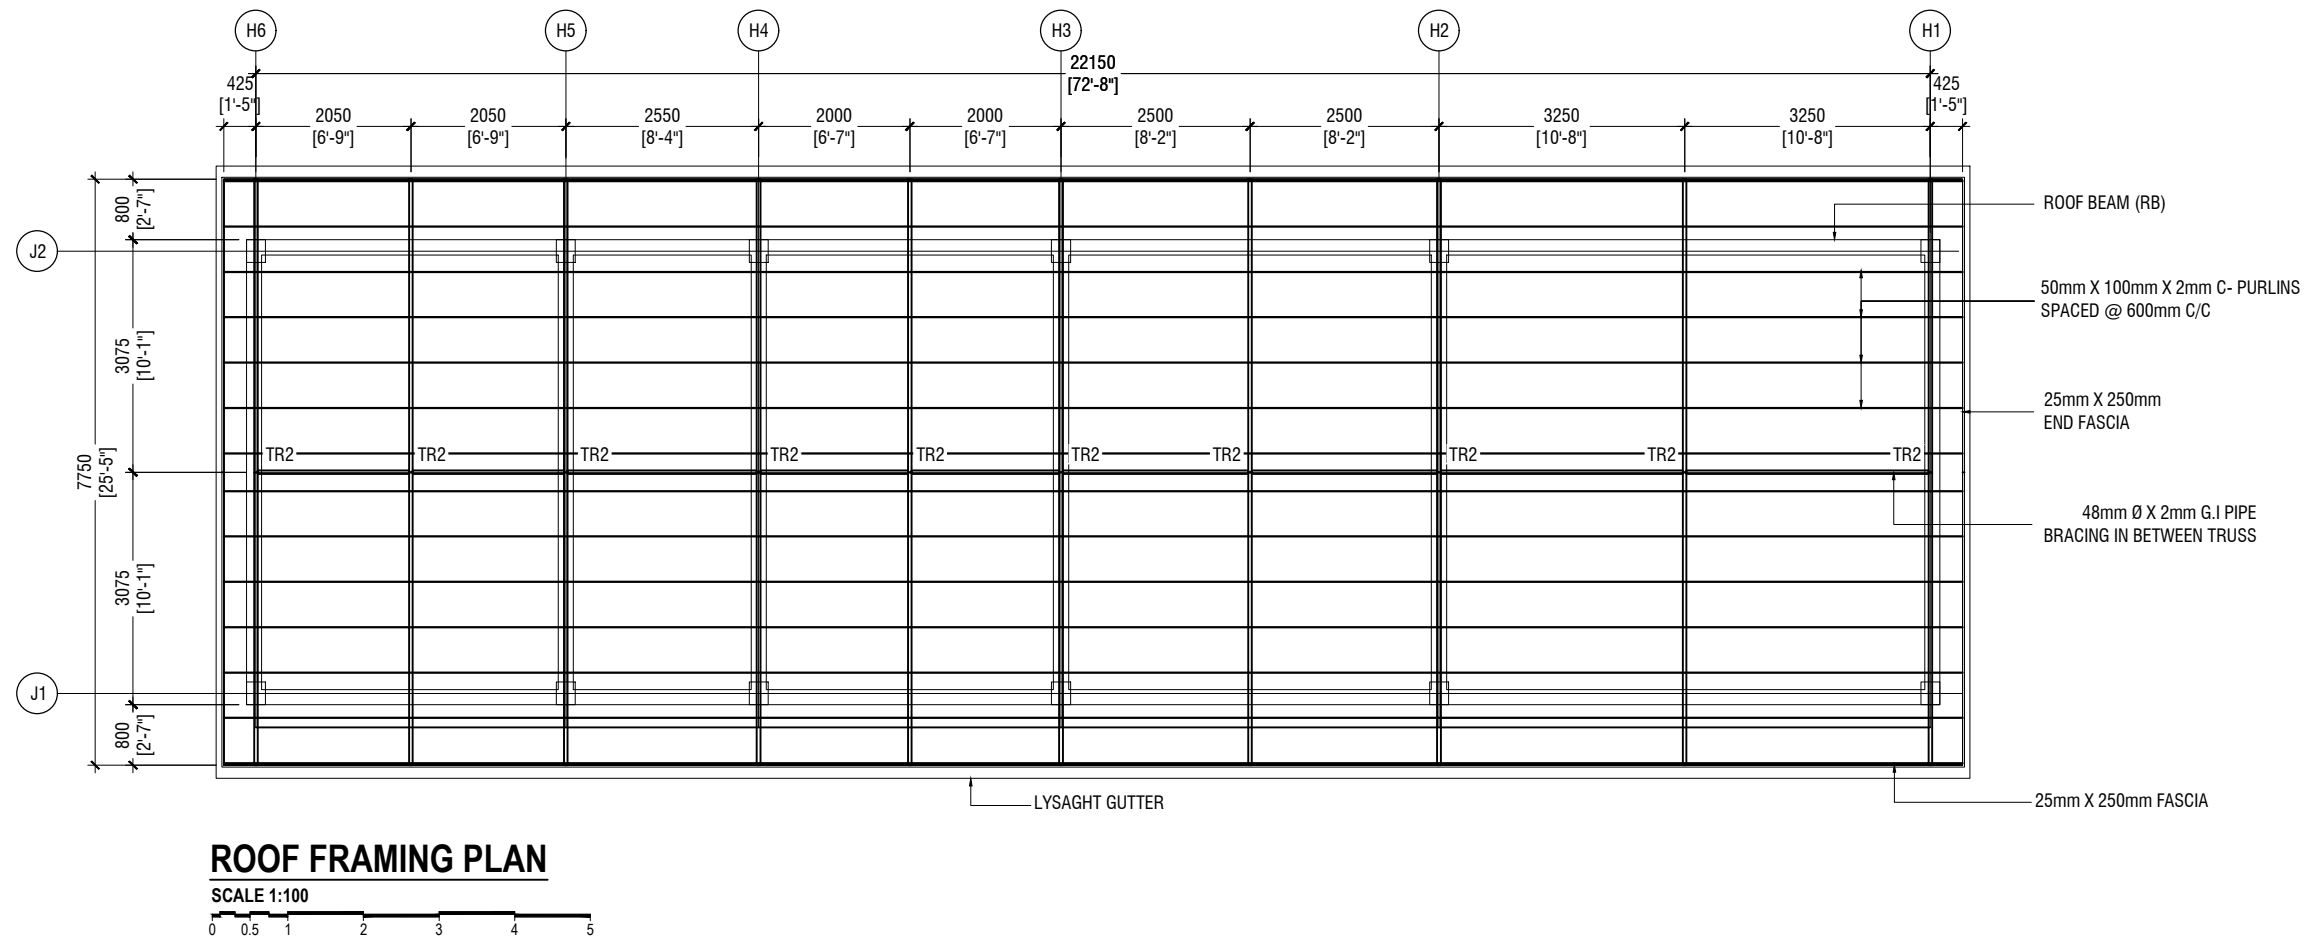 H6
H5
H4
H3
H2
H1
22150
[72'-8"]
425
[1'-5"]
425
[1'-5"]
2050
[6'-9"]
2050
[6'-9"]
2550
[8'-4"]
2000
[6'-7"]
2000
[6'-7"]
2500
[8'-2"]
2500
[8'-2"]
3250
[10'-8"]
3250
[10'-8"]
800
[2'-7"]
J2
3075
[10'-1"]
7750
[25'-5"]
3075
[10'-1"]
J1
800
[2'-7"]
ROOF BEAM (RB)
50mm X 100mm X 2mm C- PURLINS
SPACED @ 600mm C/C
25mm X 250mm
END FASCIA
TR2 TR2 TR2 TR2 TR2 TR2 TR2 TR2 TR2 TR2
48mm Ø X 2mm G.I PIPE
BRACING IN BETWEEN TRUSS
LYSAGHT GUTTER
25mm X 250mm FASCIA
ROOF FRAMING PLAN
SCALE 1:100
0 0.5 1 2 3 4 5